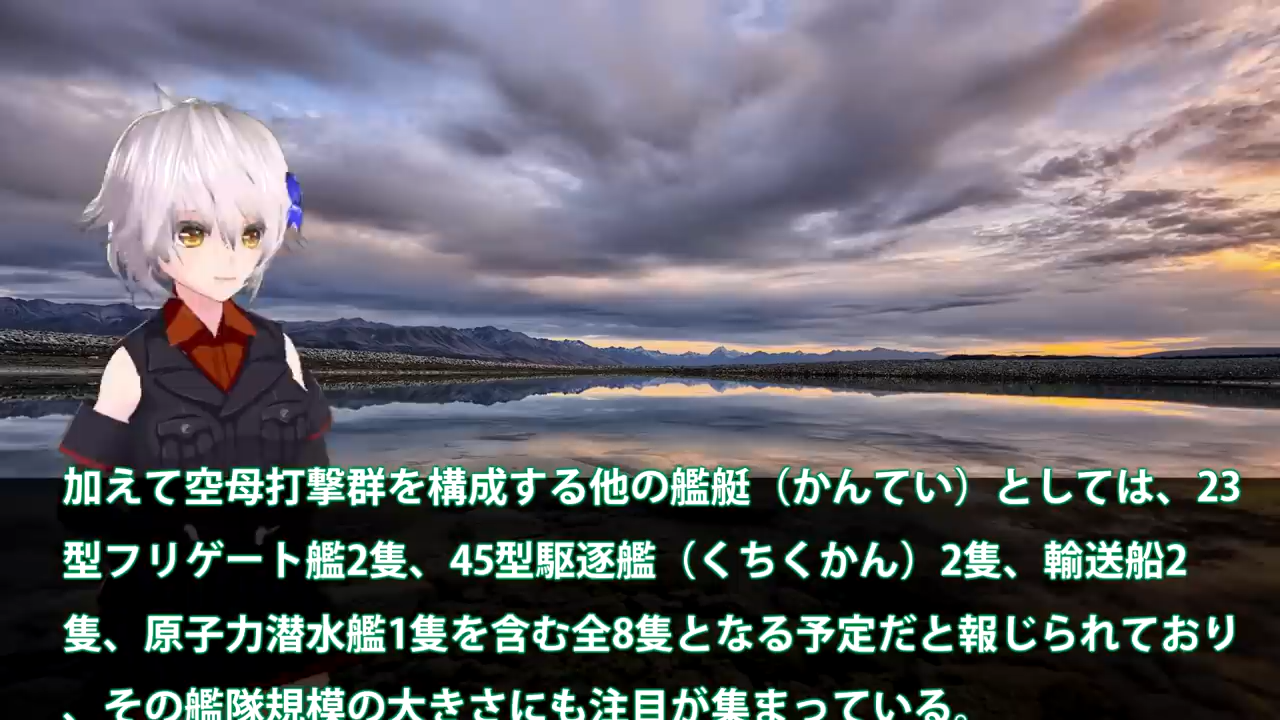 加えて空母打撃群を構成する他の艦艇（かんてい）としては、23
型フリゲート艦2隻、45型駆逐艦（くちくかん）2隻、輸送船2
隻、原子力潜水艦1隻を含む全8隻となる予定だと報じられており
、その艦隊規模の大きさにも注目が集まっている。